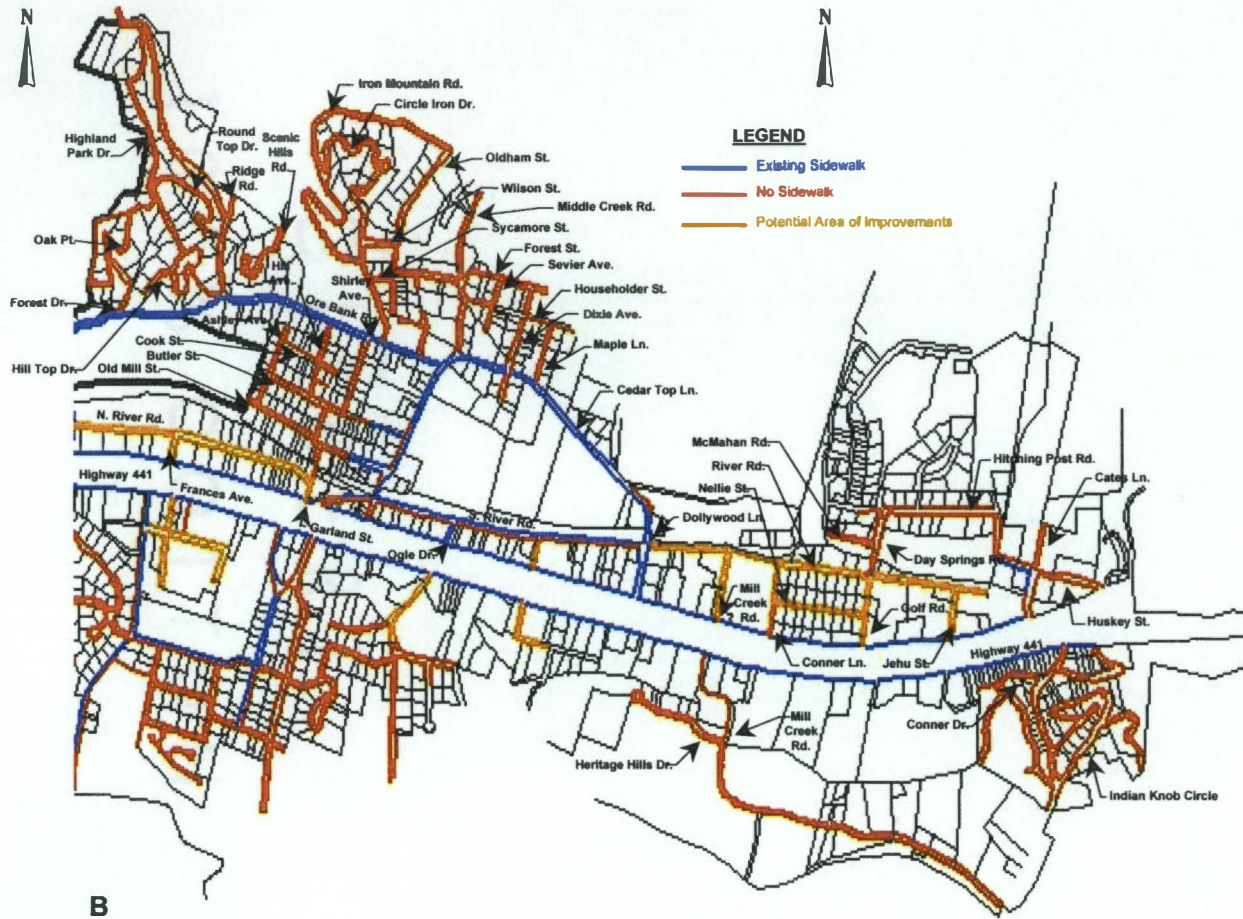 N
N
Iron Mountain Rd.
Circle Iron Dr.
LEGEND
Existing Sidewalk
No Sidewalk
Potential Area of Improvements
Highland
Park Dr.
Round
Top Dr.
Scenic
Hills
Rd.
Ridge
Rd.
Oldham St.
Wilson St.
Middle Creek Rd.
Sycamore St.
Forest St.
Sevier Ave.
Householder St.
Dixie Ave.
Maple Ln.
Oak Pt.
Hill
Ave.
Shirley
Ave.
Forest Dr.
Ore Bank
Ashley Ave.
Cook St.
Butler St.
Hill Top Dr.
Old Mill St.
Cedar Top Ln.
N. River Rd.
McMahan Rd.
River Rd.
Nellie St.
Hitching Post Rd.
Cates Ln.
Highway 441
Frances Ave.
Garland St.
River Rd.
Ogle Dr.
Dollywood Ln.
Day Springs
Mill
Creek
Rd.
Golf Rd.
Huskey St.
Conner Ln.
Jehu St.
Highway 441
Conner Dr.
Mill
Creek
Rd.
Heritage Hills Dr.
Indian Knob Circle
B